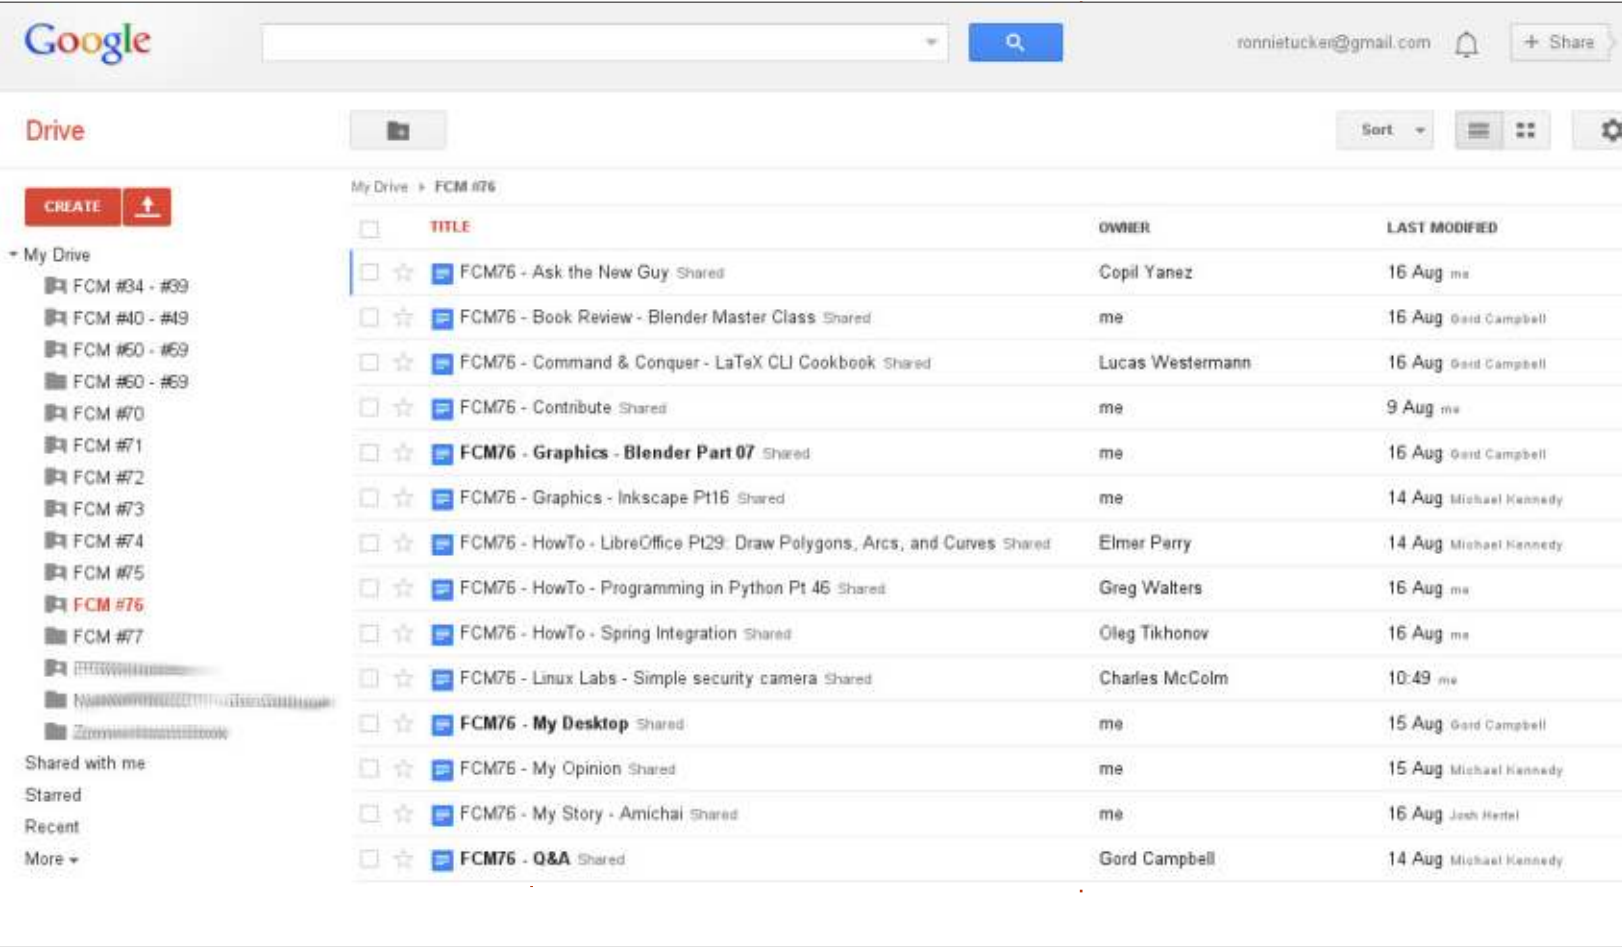 Google
ronnietucker@gmail.com
+ Share
Drive
Sort
CREATE
My Drive
FCM #34 - #39
FCM #40 - #49
FCM #50 - #59
FCM #60 - #69
FCM #70
FCM #71
FCM #72
FCM #73
FCM #74
FCM #75
FCM #76
FCM #77
Shared with me
Starred
Recent
More
My Drive FCM #76
TITLE OWNER LAST MODIFIED
FCM76 - Ask the New Guy Shared Copil Yanez 16 Aug me
FCM76 - Book Review - Blender Master Class Shared me 16 Aug Gord Campbell
FCM76 - Command & Conquer - LaTeX CLI Cookbook Shared Lucas Westermann 16 Aug Gord Campbell
FCM76 - Contribute Shared me 9 Aug me
FCM76 - Graphics - Blender Part 07 Shared me 16 Aug Gord Campbell
FCM76 - Graphics - Inkscape Pt16 Shared me 14 Aug Michael Kennedy
FCM76 - HowTo - LibreOffice Pt29: Draw Polygons, Arcs, and Curves Shared Elmer Perry 14 Aug Michael Kennedy
FCM76 - HowTo - Programming in Python Pt 46 Shared Greg Walters 16 Aug me
FCM76 - HowTo - Spring Integration Shared Oleg Tikhonov 16 Aug me
FCM76 - Linux Labs - Simple security camera Shared Charles McColm 10:49 me
FCM76 - My Desktop Shared me 15 Aug Gord Campbell
FCM76 - My Opinion Shared me 15 Aug Michael Kennedy
FCM76 - My Story - Amichai Shared me 16 Aug Josh Hertel
FCM76 - Q&A Shared Gord Campbell 14 Aug Michael Kennedy